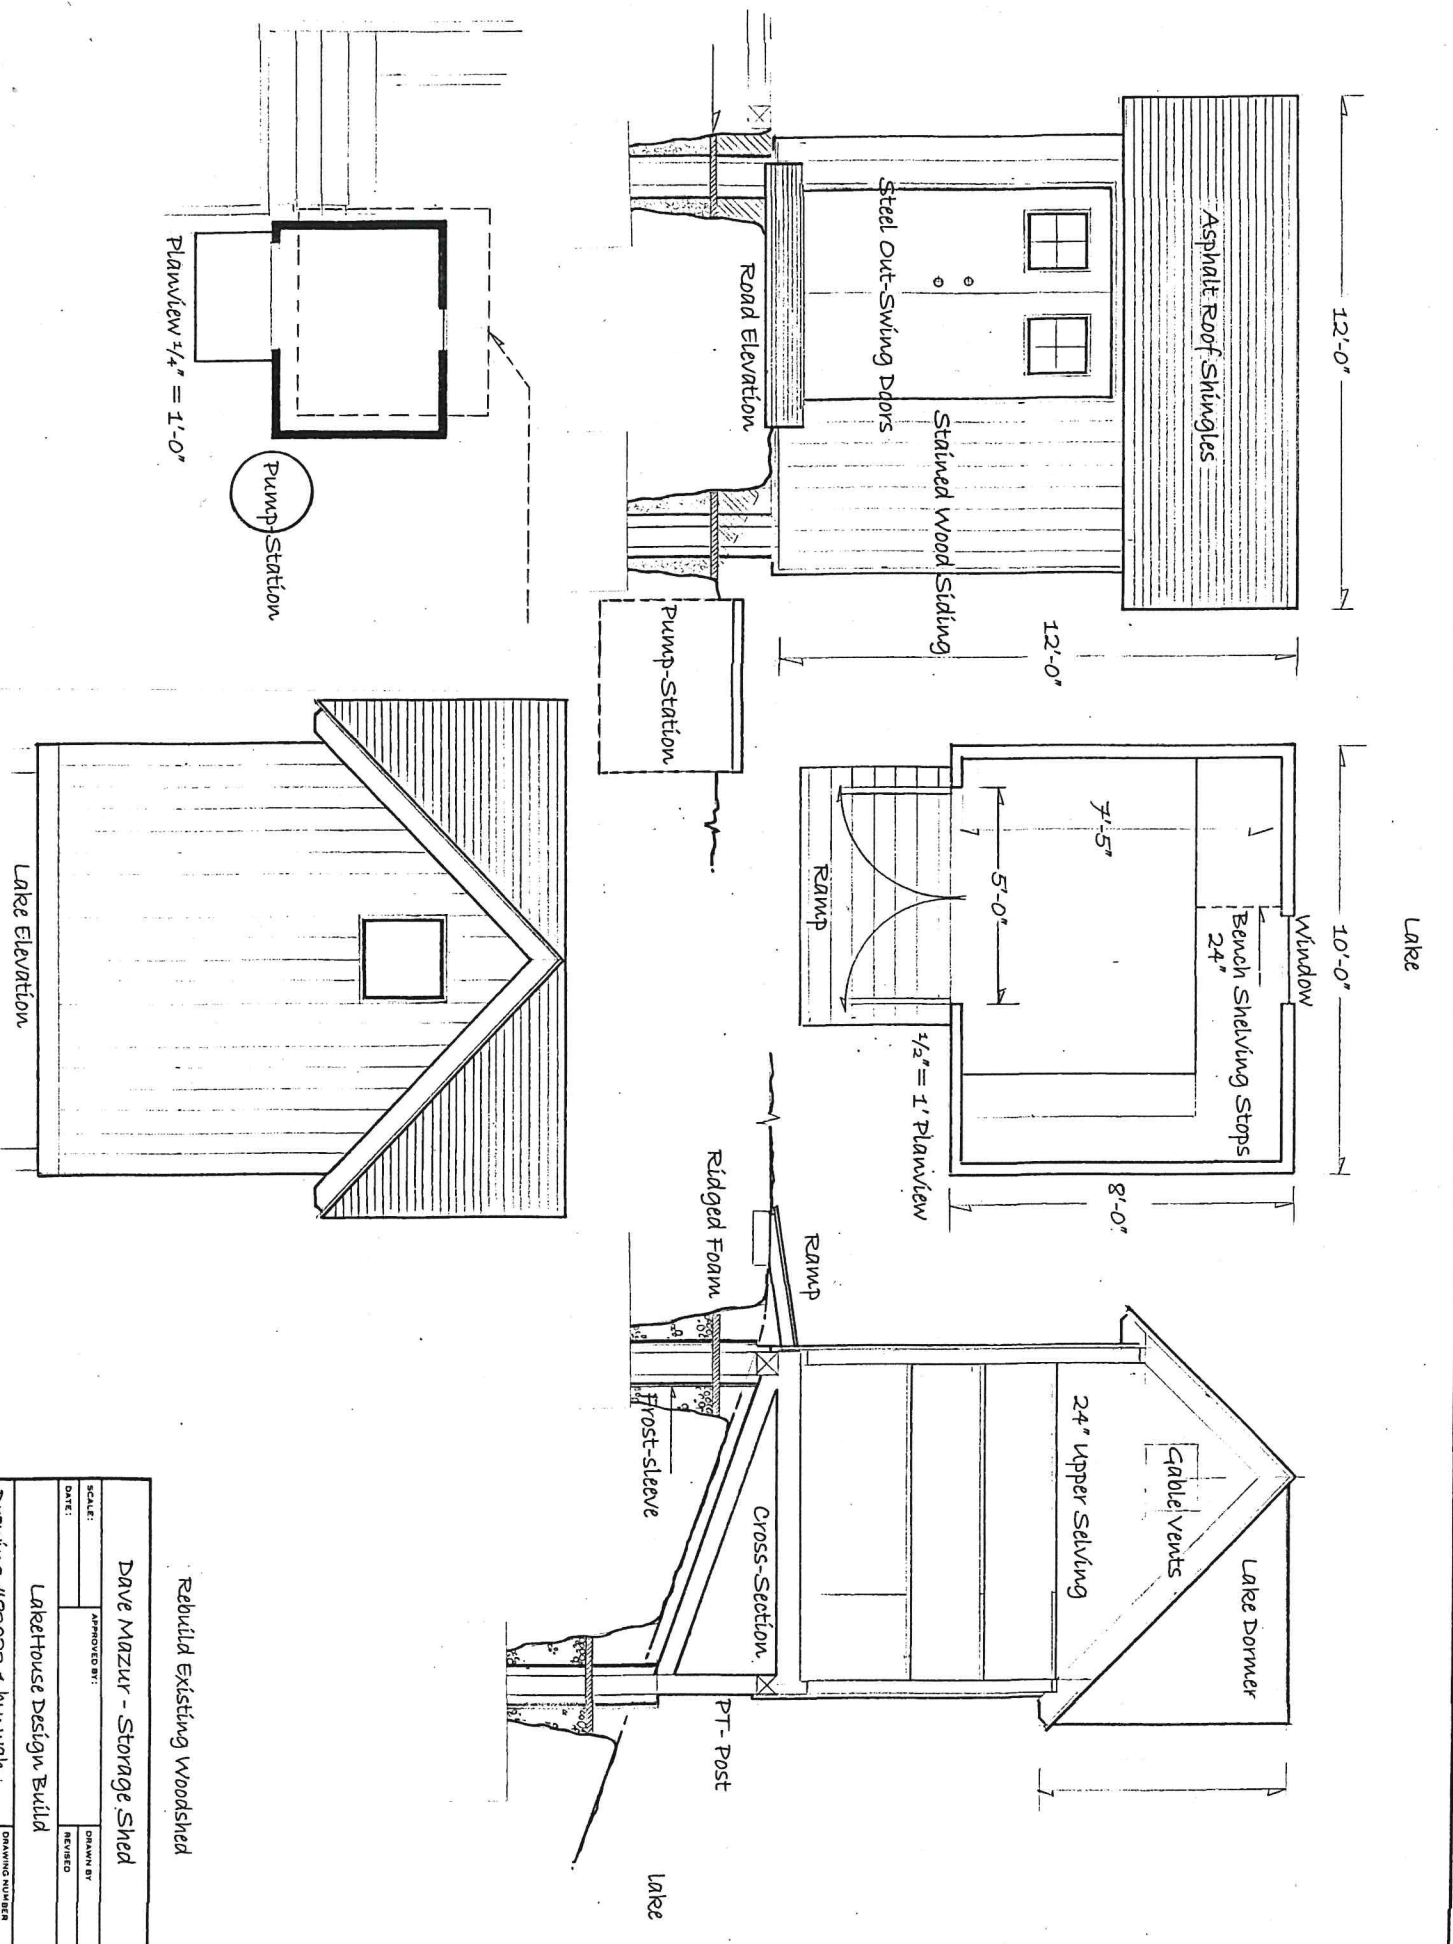 Lake
12'-0"
Asphalt Roof Shingles
Steel Out-Swing Doors
Stained Wood Siding
12'-0"
Road Elevation
Pump-Station
Planview 1/4" = 1'-0"
Pump-Station
10'-0"
Window
Bench Shelving Stops
24"
7'-5"
8'-0"
5'-0"
Ramp
1/2" = 1' Planview
Lake Elevation
Lake Dormer
Gable Vents
24" Upper Selving
Ramp
Cross-Section
Ridged Foam
Frost-sleeve
PT-Post
lake
Rebuild Existing Woodshed
Dave Mazur - Storage Shed
SCALE:
APPROVED BY:
DRAWN BY
DATE:
REVISED
LakeHouse Design Build
DRAWING NUMBER